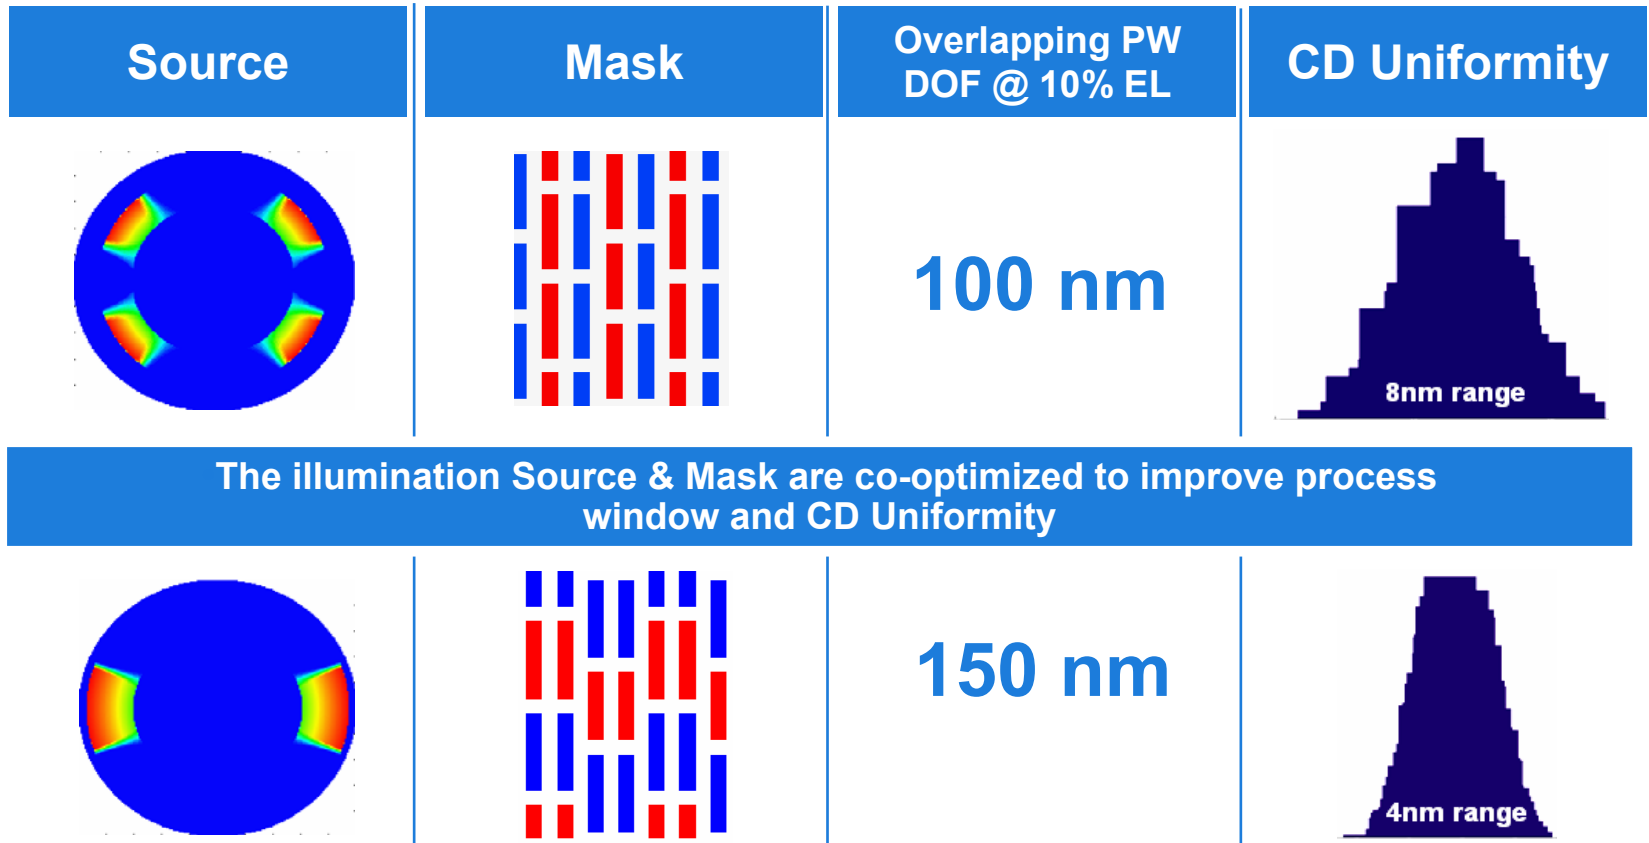 Source
Mask
Overlapping PW
DOF @ 10% EL
CD Uniformity
100 nm
8nm range
The illumination Source & Mask are co-optimized to improve process
window and CD Uniformity
150 nm
4nm range